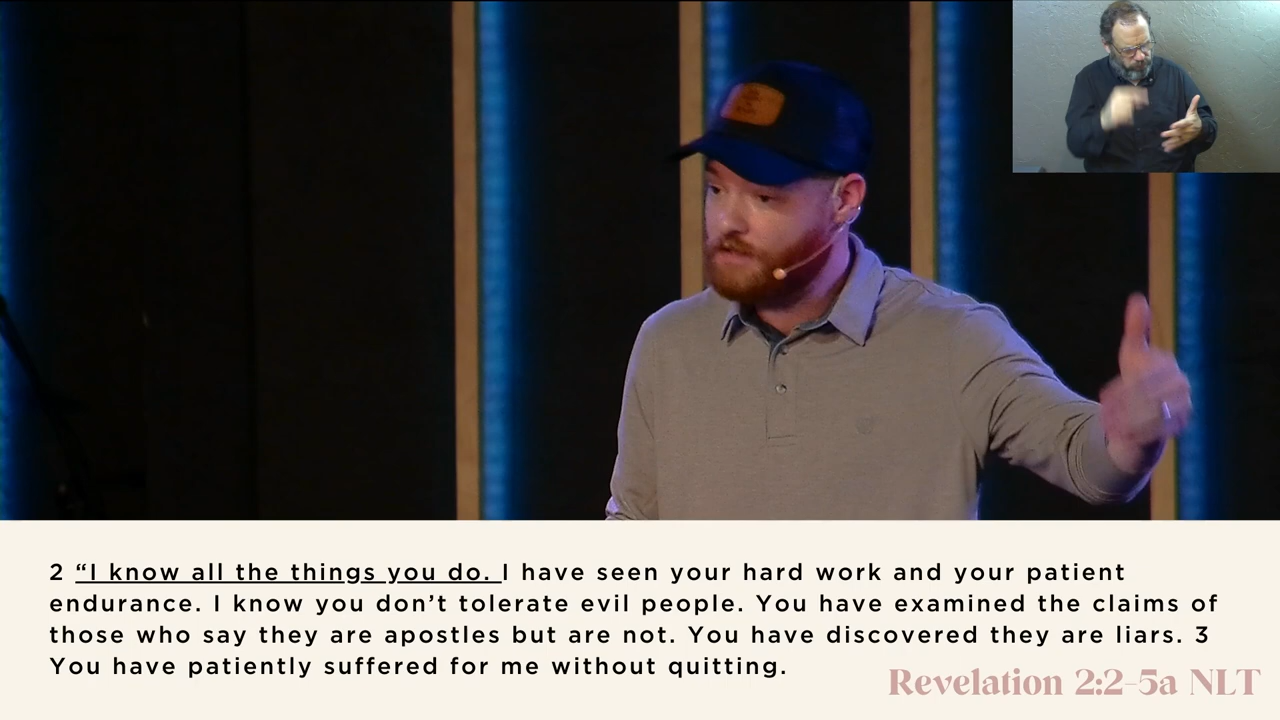 2 “I know all the things you do. I have seen your hard work and your patient
endurance. I know you don’t tolerate evil people. You have examined the claims of
those who say they are apostles but are not. You have discovered they are liars. 3
You have patiently suffered for me without quitting.
Revelation 2:2-5a NLT